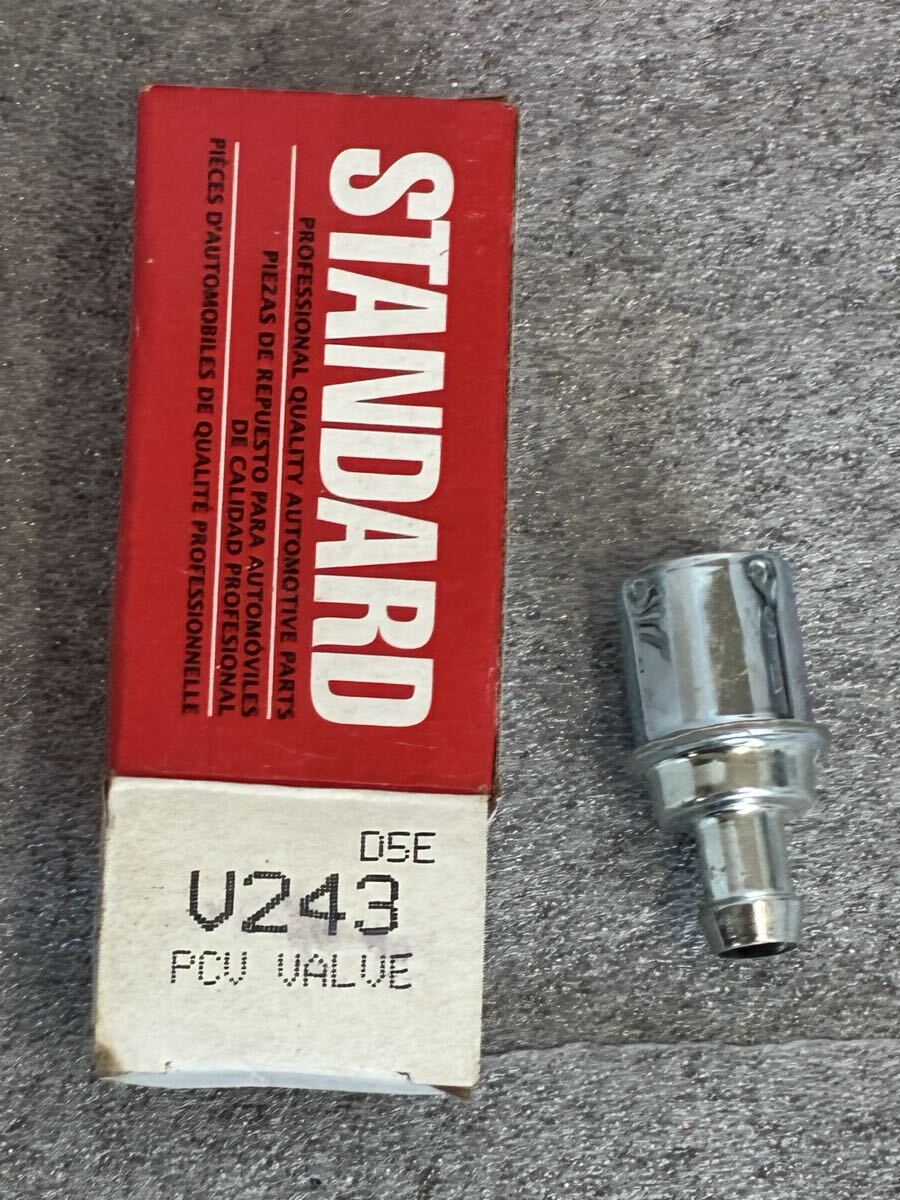 STANDARD
PROFESSIONAL QUALITY AUTOMOTIVE PARTS
PIEZAS DE REPUESTO PARA AUTOMÓVILES
DE CALIDAD PROFESIONAL
PIÈCES D'AUTOMOBILES DE QUALITÉ PROFESSIONNELLE
D5E
V243
PCV VALVE